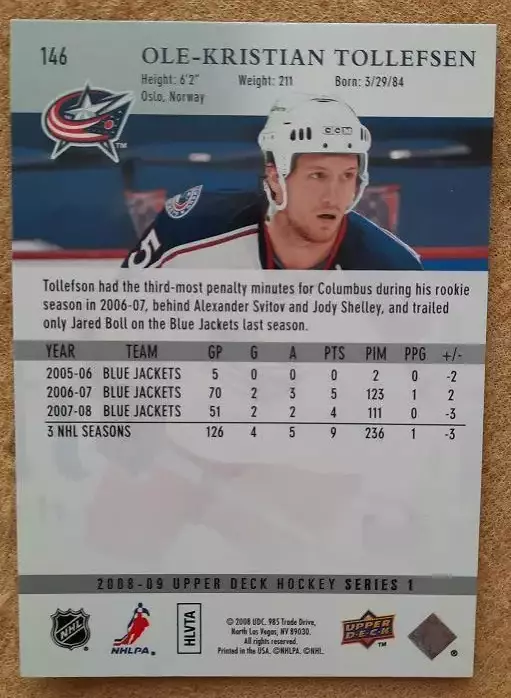 146 OLE-KRISTIAN TOLLEFSEN
Height: 6'2" Weight: 211 Born: 3/29/84
Oslo, Norway
TM
CCM
5
Tollefson had the third-most penalty minutes for Columbus during his rookie
season in 2006-07, behind Alexander Svitov and Jody Shelley, and trailed
only Jared Boll on the Blue Jackets last season.
YEAR TEAM GP G A PTS PIM PPG +/-
2005-06 BLUE JACKETS 5 0 0 0 2 0 -2
2006-07 BLUE JACKETS 70 2 3 5 123 1 2
2007-08 BLUE JACKETS 51 2 2 4 111 0 -3
3 NHL SEASONS 126 4 5 9 236 1 -3
2008-09 UPPER DECK HOCKEY SERIES 1
NHL
NHLPA.
HLVTA
© 2008 UDC. 985 Trade Drive,
North Las Vegas, NV 89030.
All rights reserved.
Printed in the USA. ©NHLPA. ©NHL.
UPPER
DECK
TM
®